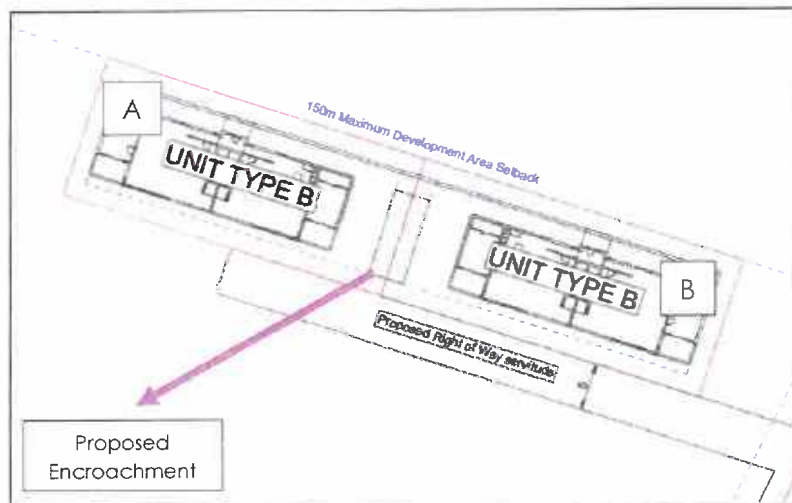 A
150m Maximum Development Area Setback
UNIT TYPE B
UNIT TYPE B
B
Proposed Right of Way servitude
Proposed
Encroachment